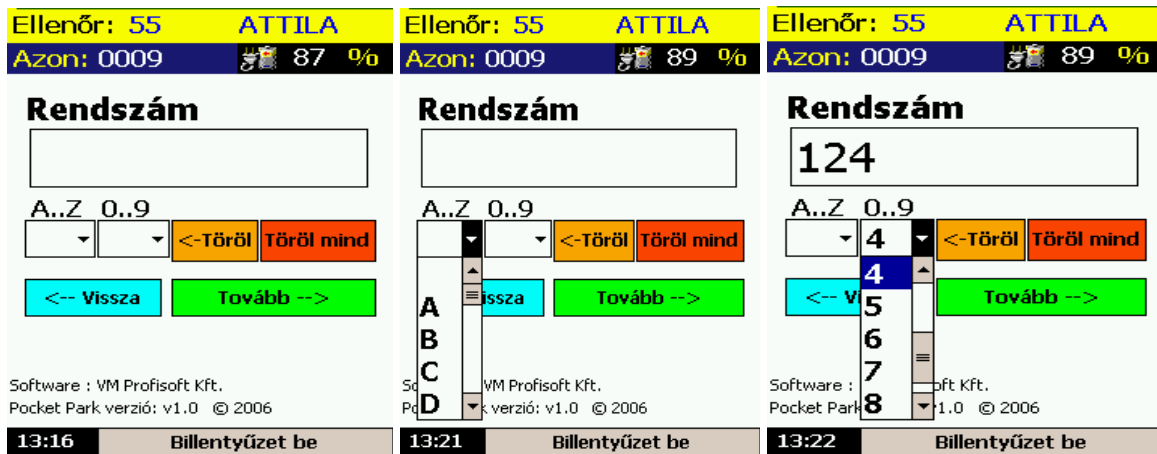 Ellenőr: 55 ATTILA
Azon: 0009 87 %
Rendszám
A..Z 0..9
<-Töröl Töröl mind
<-- Vissza Tovább -->
Software : VM Profisoft Kft.
Pocket Park verzió: v1.0 © 2006
13:16 Billentyűzet be
Ellenőr: 55 ATTILA
Azon: 0009 89 %
Rendszám
A..Z 0..9
<-Töröl Töröl mind
issza Tovább -->
A
B
C
D
VM Profisoft Kft.
verzió: v1.0 © 2006
13:21 Billentyűzet be
Ellenőr: 55 ATTILA
Azon: 0009 89 %
Rendszám
124
A..Z 0..9
4 <-Töröl Töröl mind
4
<-- Vi Tovább -->
5
6
7
8
Software : oft Kft.
Pocket Park 1.0 © 2006
13:22 Billentyűzet be